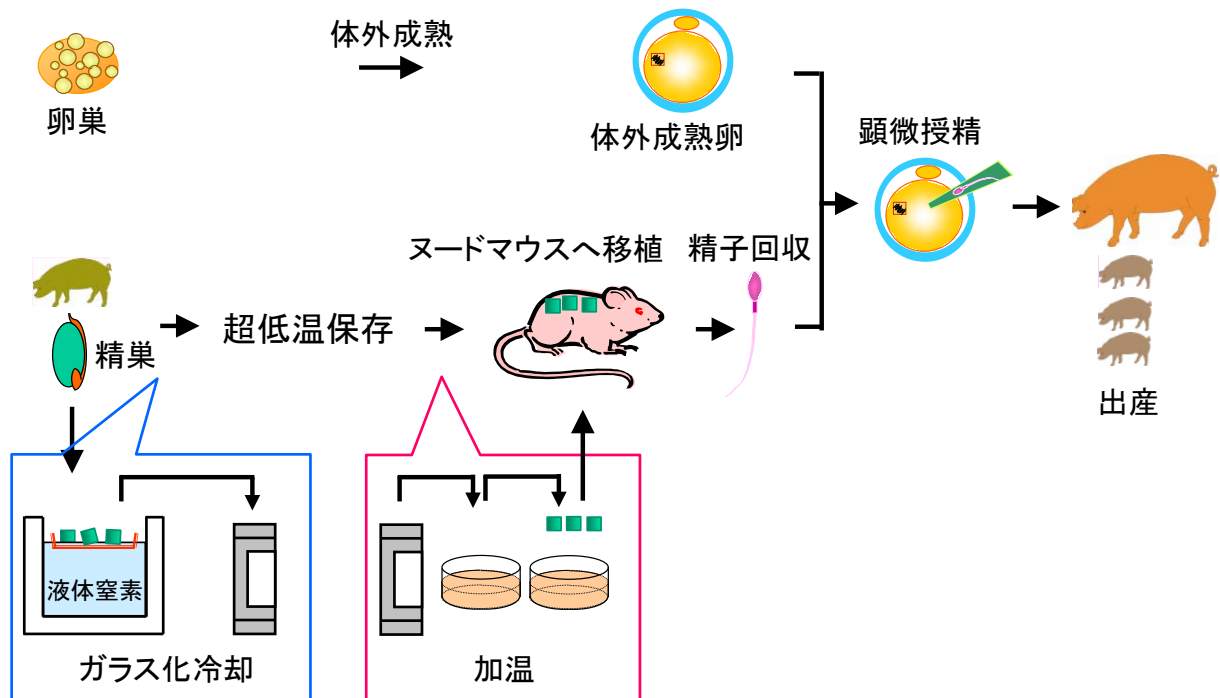 体外成熟
卵巣
体外成熟卵
顕微授精
ヌードマウスへ移植
精子回収
精巣
超低温保存
出産
液体窒素
ガラス化冷却
加温